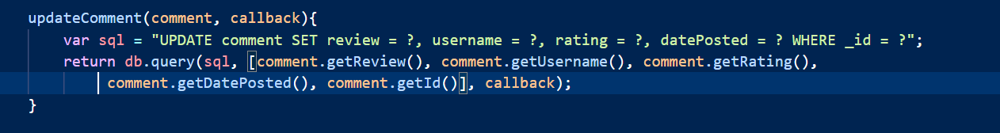 updateComment(comment, callback){
var sql = "UPDATE comment SET review = ?, username = ?, rating = ?, datePosted = ? WHERE _id = ?";
return db.query(sql, [comment.getReview(), comment.getUsername(), comment.getRating(),
comment.getDatePosted(), comment.getId()], callback);
}